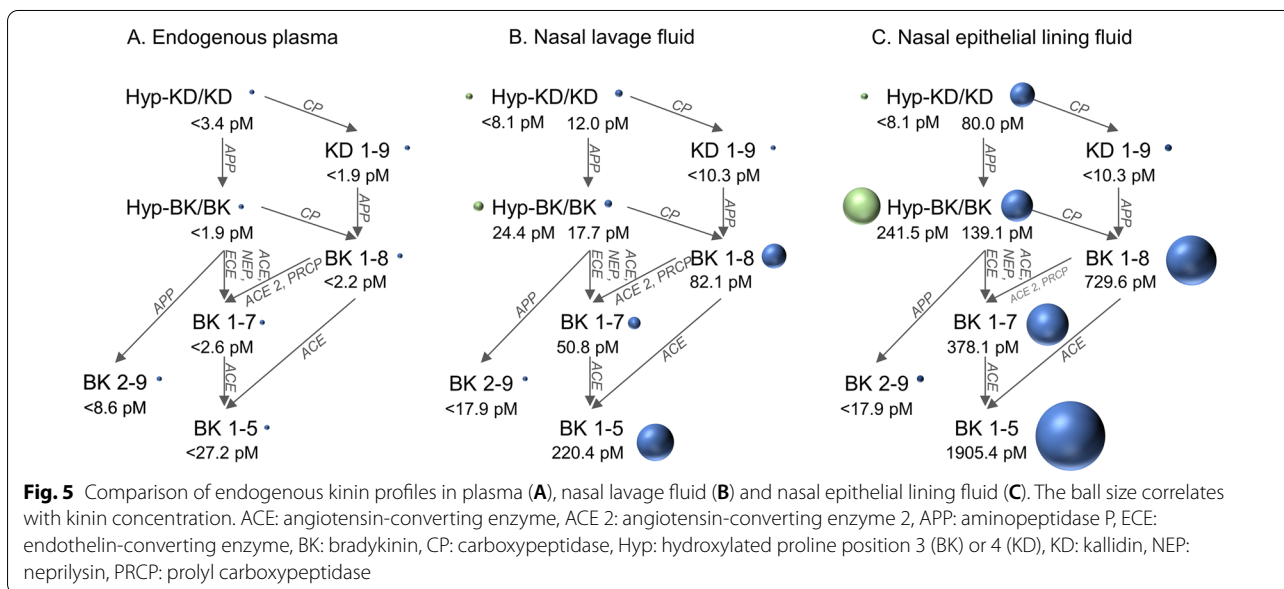 A. Endogenous plasma
Hyp-KD/KD
<3.4 pM
CP
KD 1-9
<1.9 pM
APP
APP
Hyp-BK/BK
<1.9 pM
CP
BK 1-8
<2.2 pM
ACE,
NEP,
ECE
ACE 2, PRCP
APP
BK 1-7
<2.6 pM
ACE
ACE
BK 2-9
<8.6 pM
BK 1-5
<27.2 pM
B. Nasal lavage fluid
Hyp-KD/KD
<8.1 pM 12.0 pM
CP
KD 1-9
<10.3 pM
APP
APP
Hyp-BK/BK
24.4 pM 17.7 pM
CP
BK 1-8
82.1 pM
ACE,
NEP,
ECE
ACE 2, PRCP
APP
BK 1-7
50.8 pM
ACE
ACE
BK 2-9
<17.9 pM
BK 1-5
220.4 pM
C. Nasal epithelial lining fluid
Hyp-KD/KD
<8.1 pM 80.0 pM
CP
KD 1-9
<10.3 pM
APP
APP
Hyp-BK/BK
241.5 pM 139.1 pM
CP
BK 1-8
729.6 pM
ACE,
NEP,
ECE
ACE 2, PRCP
APP
BK 1-7
378.1 pM
ACE
ACE
BK 2-9
<17.9 pM
BK 1-5
1905.4 pM
Fig. 5 Comparison of endogenous kinin profiles in plasma (A), nasal lavage fluid (B) and nasal epithelial lining fluid (C). The ball size correlates
with kinin concentration. ACE: angiotensin-converting enzyme, ACE 2: angiotensin-converting enzyme 2, APP: aminopeptidase P, ECE:
endothelin-converting enzyme, BK: bradykinin, CP: carboxypeptidase, Hyp: hydroxylated proline position 3 (BK) or 4 (KD), KD: kallidin, NEP:
neprilysin, PRCP: prolyl carboxypeptidase